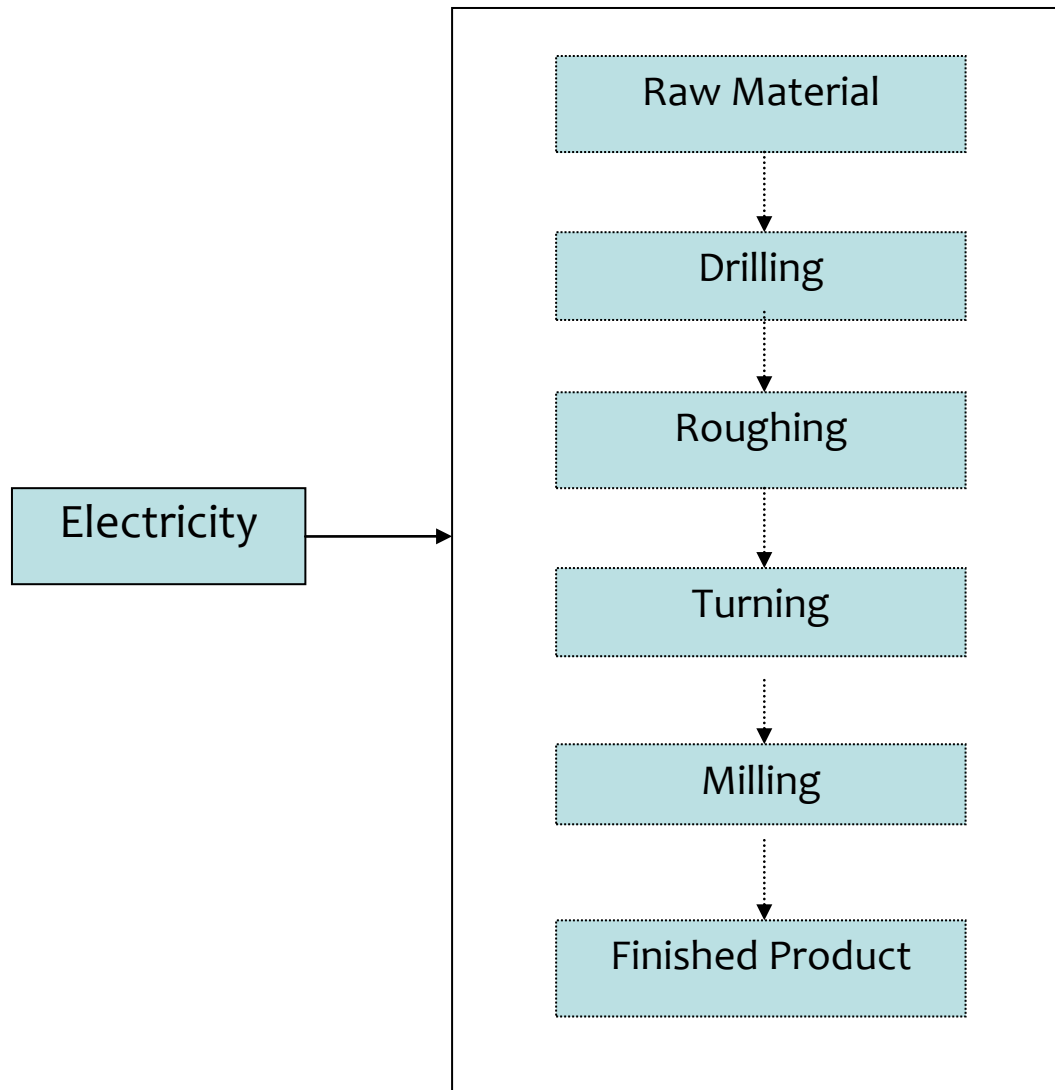 Raw Material
Drilling
Roughing
Electricity
Turning
Milling
Finished Product